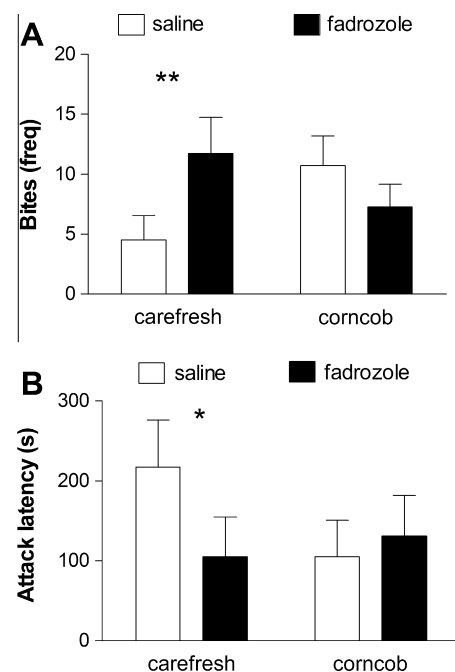 A
saline fadrozole
20
**
15
10
5
0
Bites (freq)
carefresh corncob
B
saline fadrozole
300
*
200
100
0
Attack latency (s)
carefresh corncob